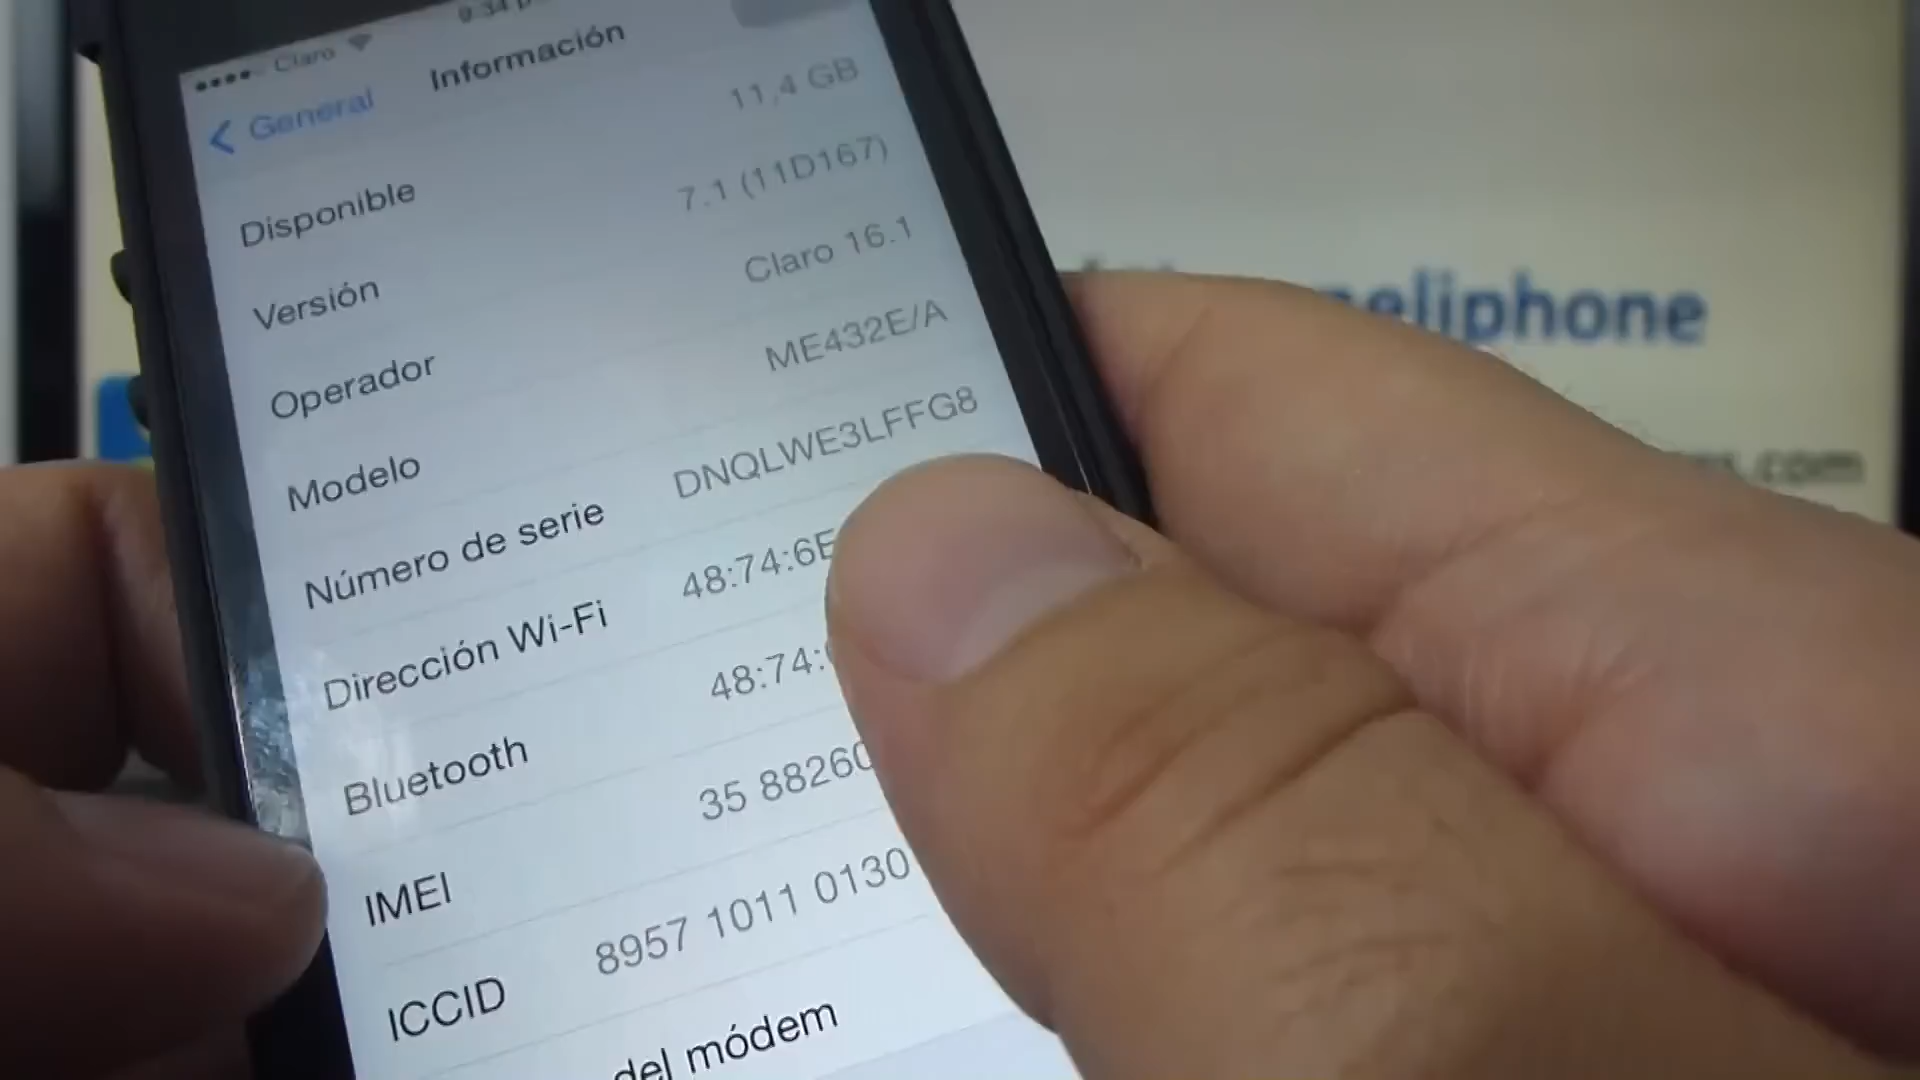 Claro
General
Información
Disponible 11,4 GB
Versión 7.1 (11D167)
Operador Claro 16.1
Modelo ME432E/A
Número de serie DNQLWE3LFFG8
Dirección Wi-Fi 48:74:6E
Bluetooth 48:74:
IMEI 35 88260
ICCID 8957 1011 0130
del módem
eliphone
.com